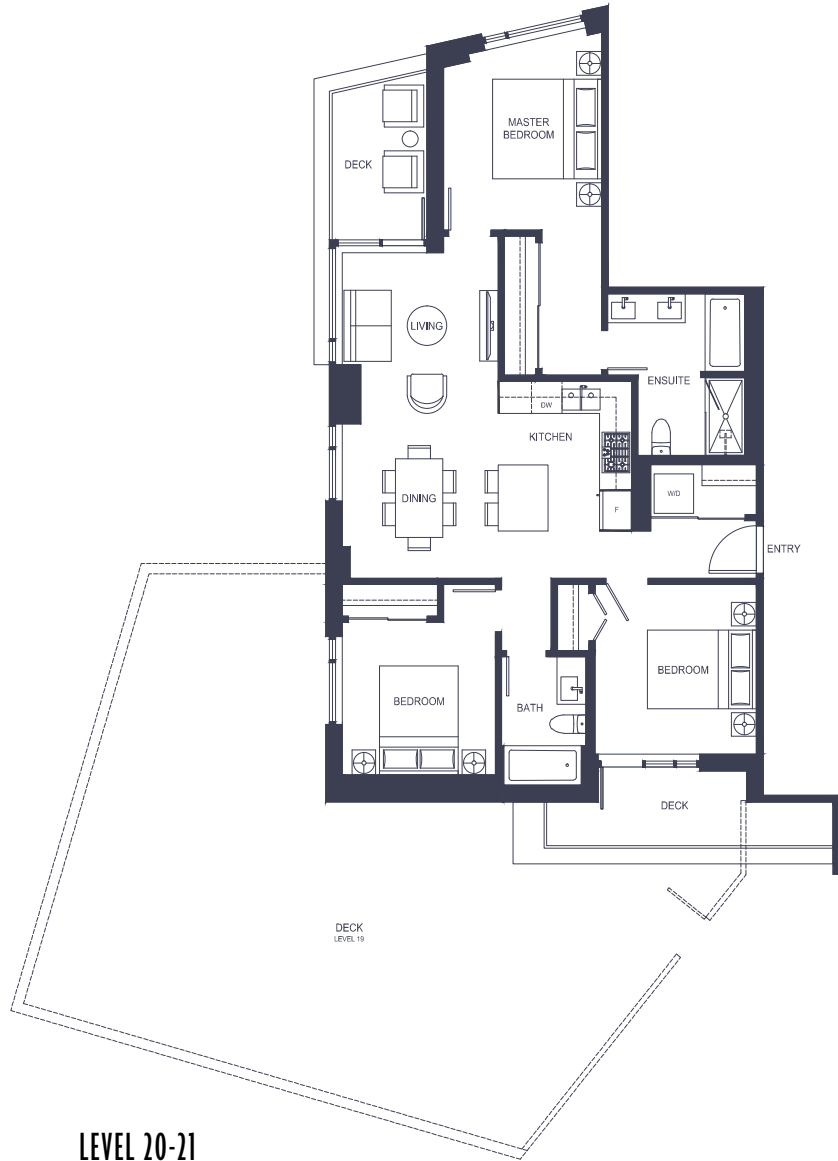 MASTER
BEDROOM
DECK
LIVING
ENSUITE
DW
KITCHEN
DINING
W/D
F
ENTRY
BEDROOM
BEDROOM
BATH
DECK
DECK
LEVEL 19
LEVEL 20-21